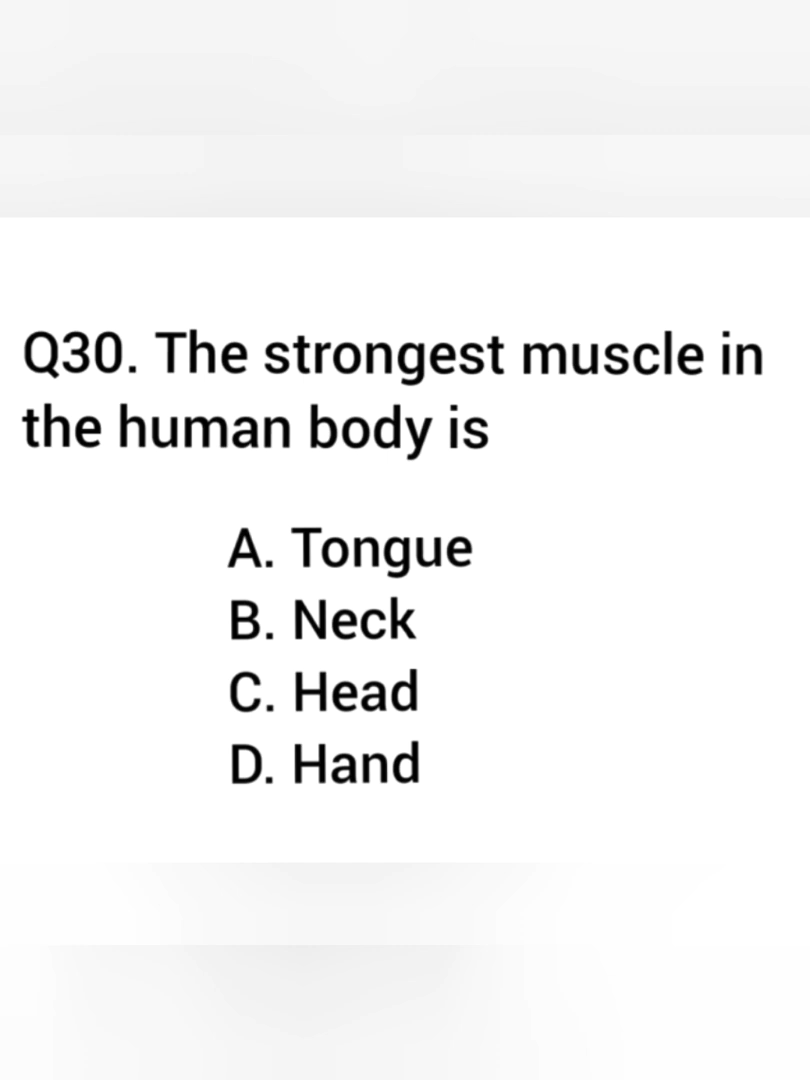 Q30. The strongest muscle in
the human body is
A. Tongue
B. Neck
C. Head
D. Hand